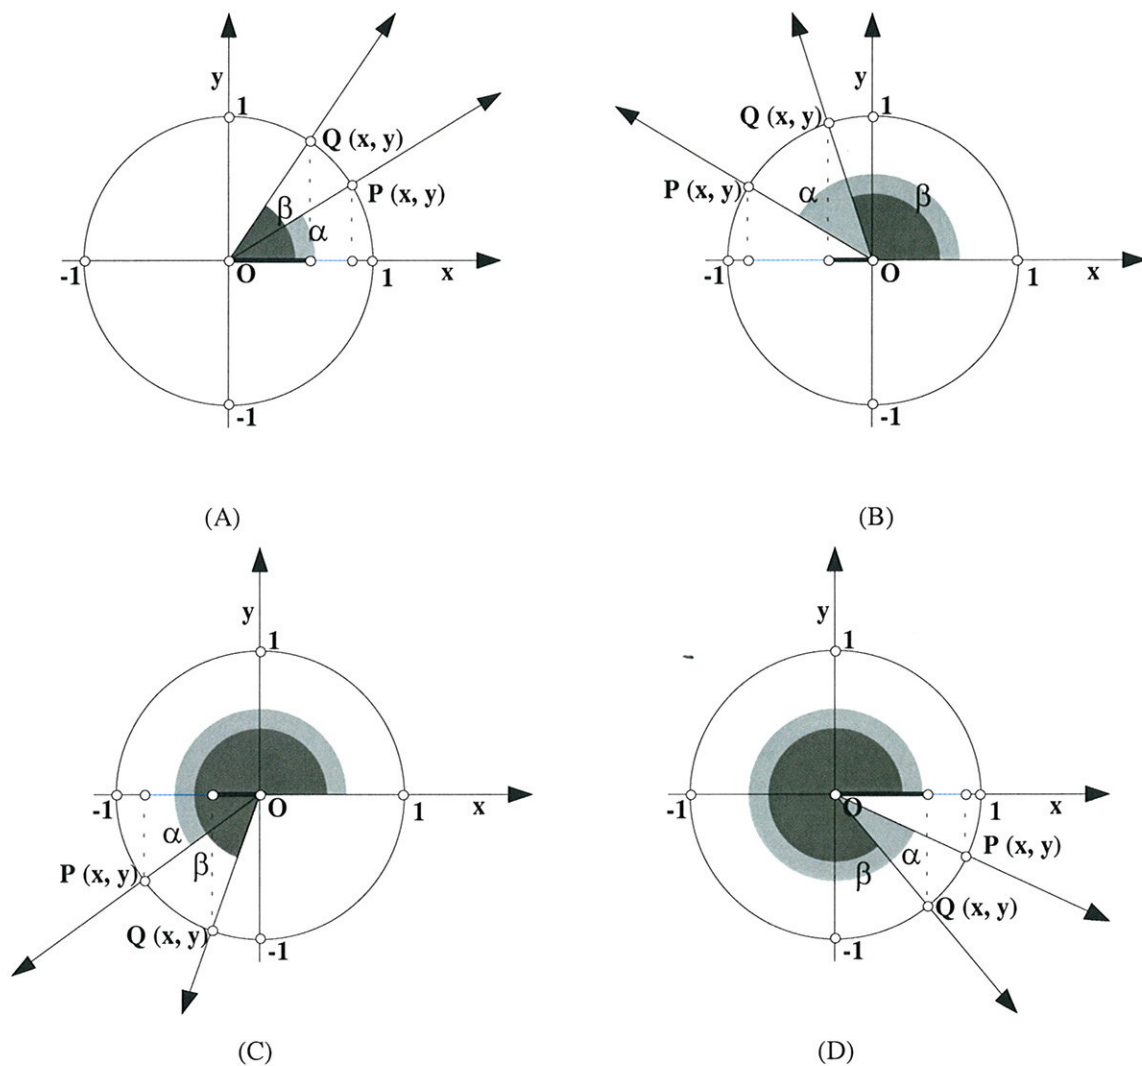 y
1
Q (x, y)
P (x, y)
β
α
-1
O
1
x
-1
(A)
y
1
Q (x, y)
P (x, y)
α
β
-1
O
1
x
-1
(B)
y
1
-1
O
1
x
α
β
P (x, y)
Q (x, y)
-1
(C)
y
1
-1
O
1
x
α
β
P (x, y)
Q (x, y)
-1
(D)